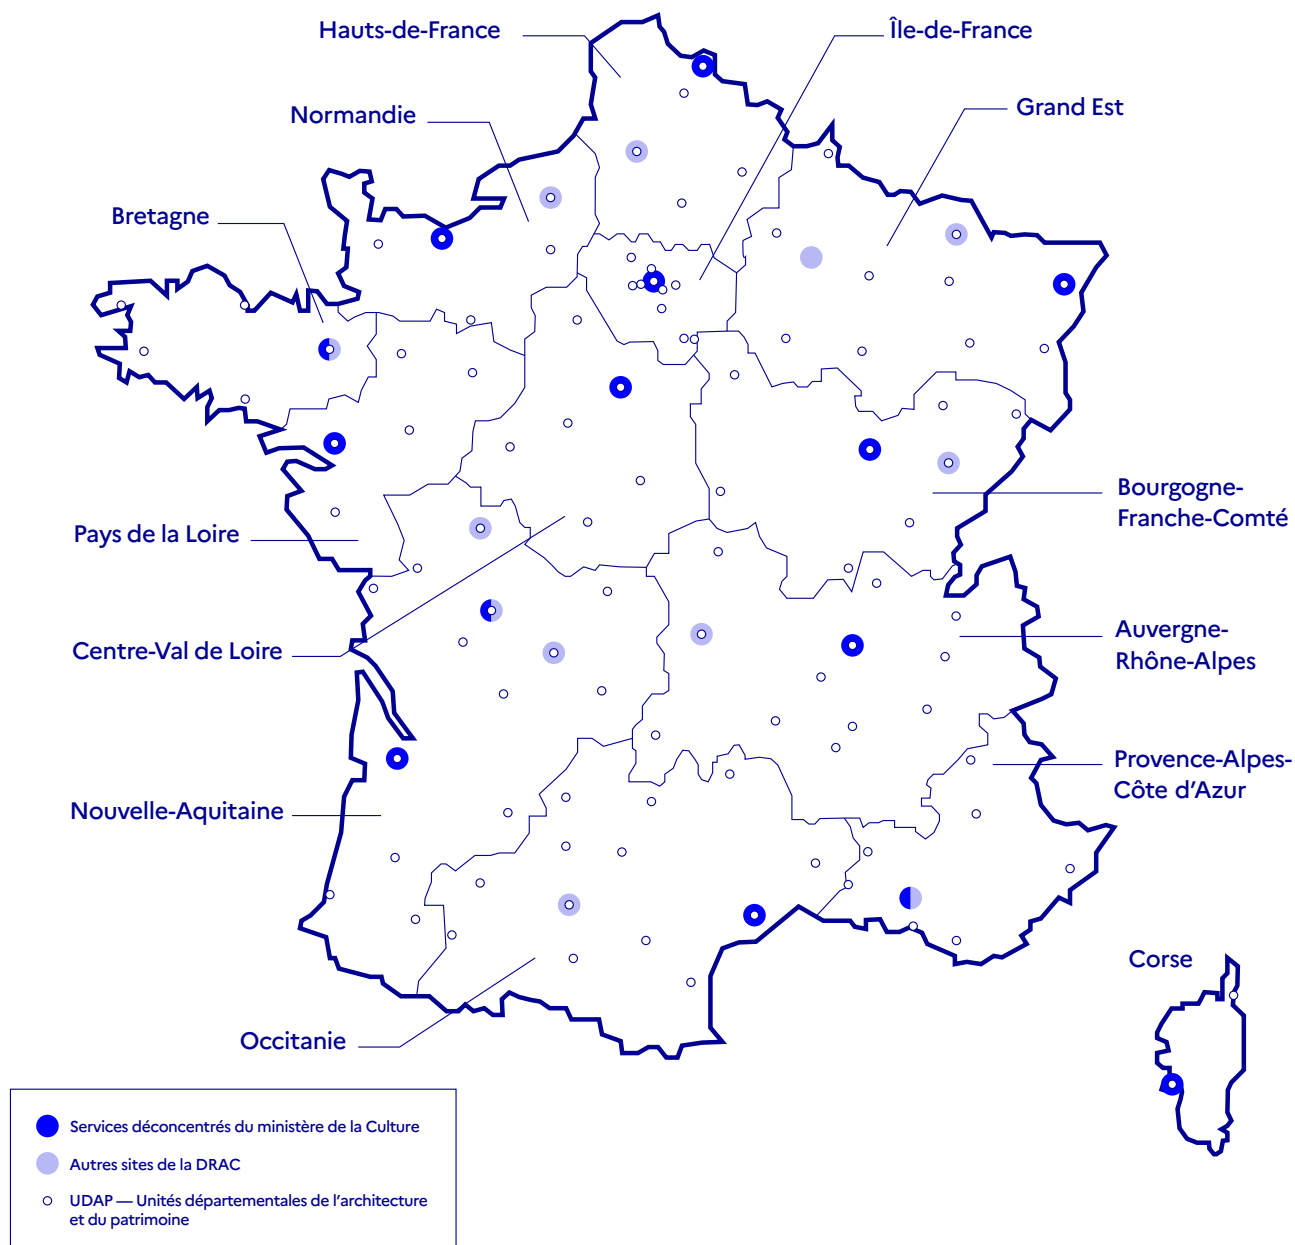 Hauts-de-France
Île-de-France
Normandie
Grand Est
Bretagne
Bourgogne-
Franche-Comté
Pays de la Loire
Auvergne-
Rhône-Alpes
Centre-Val de Loire
Provence-Alpes-
Côte d'Azur
Nouvelle-Aquitaine
Corse
Occitanie
Services déconcentrés du ministère de la Culture
Autres sites de la DRAC
UDAP — Unités départementales de l'architecture
et du patrimoine